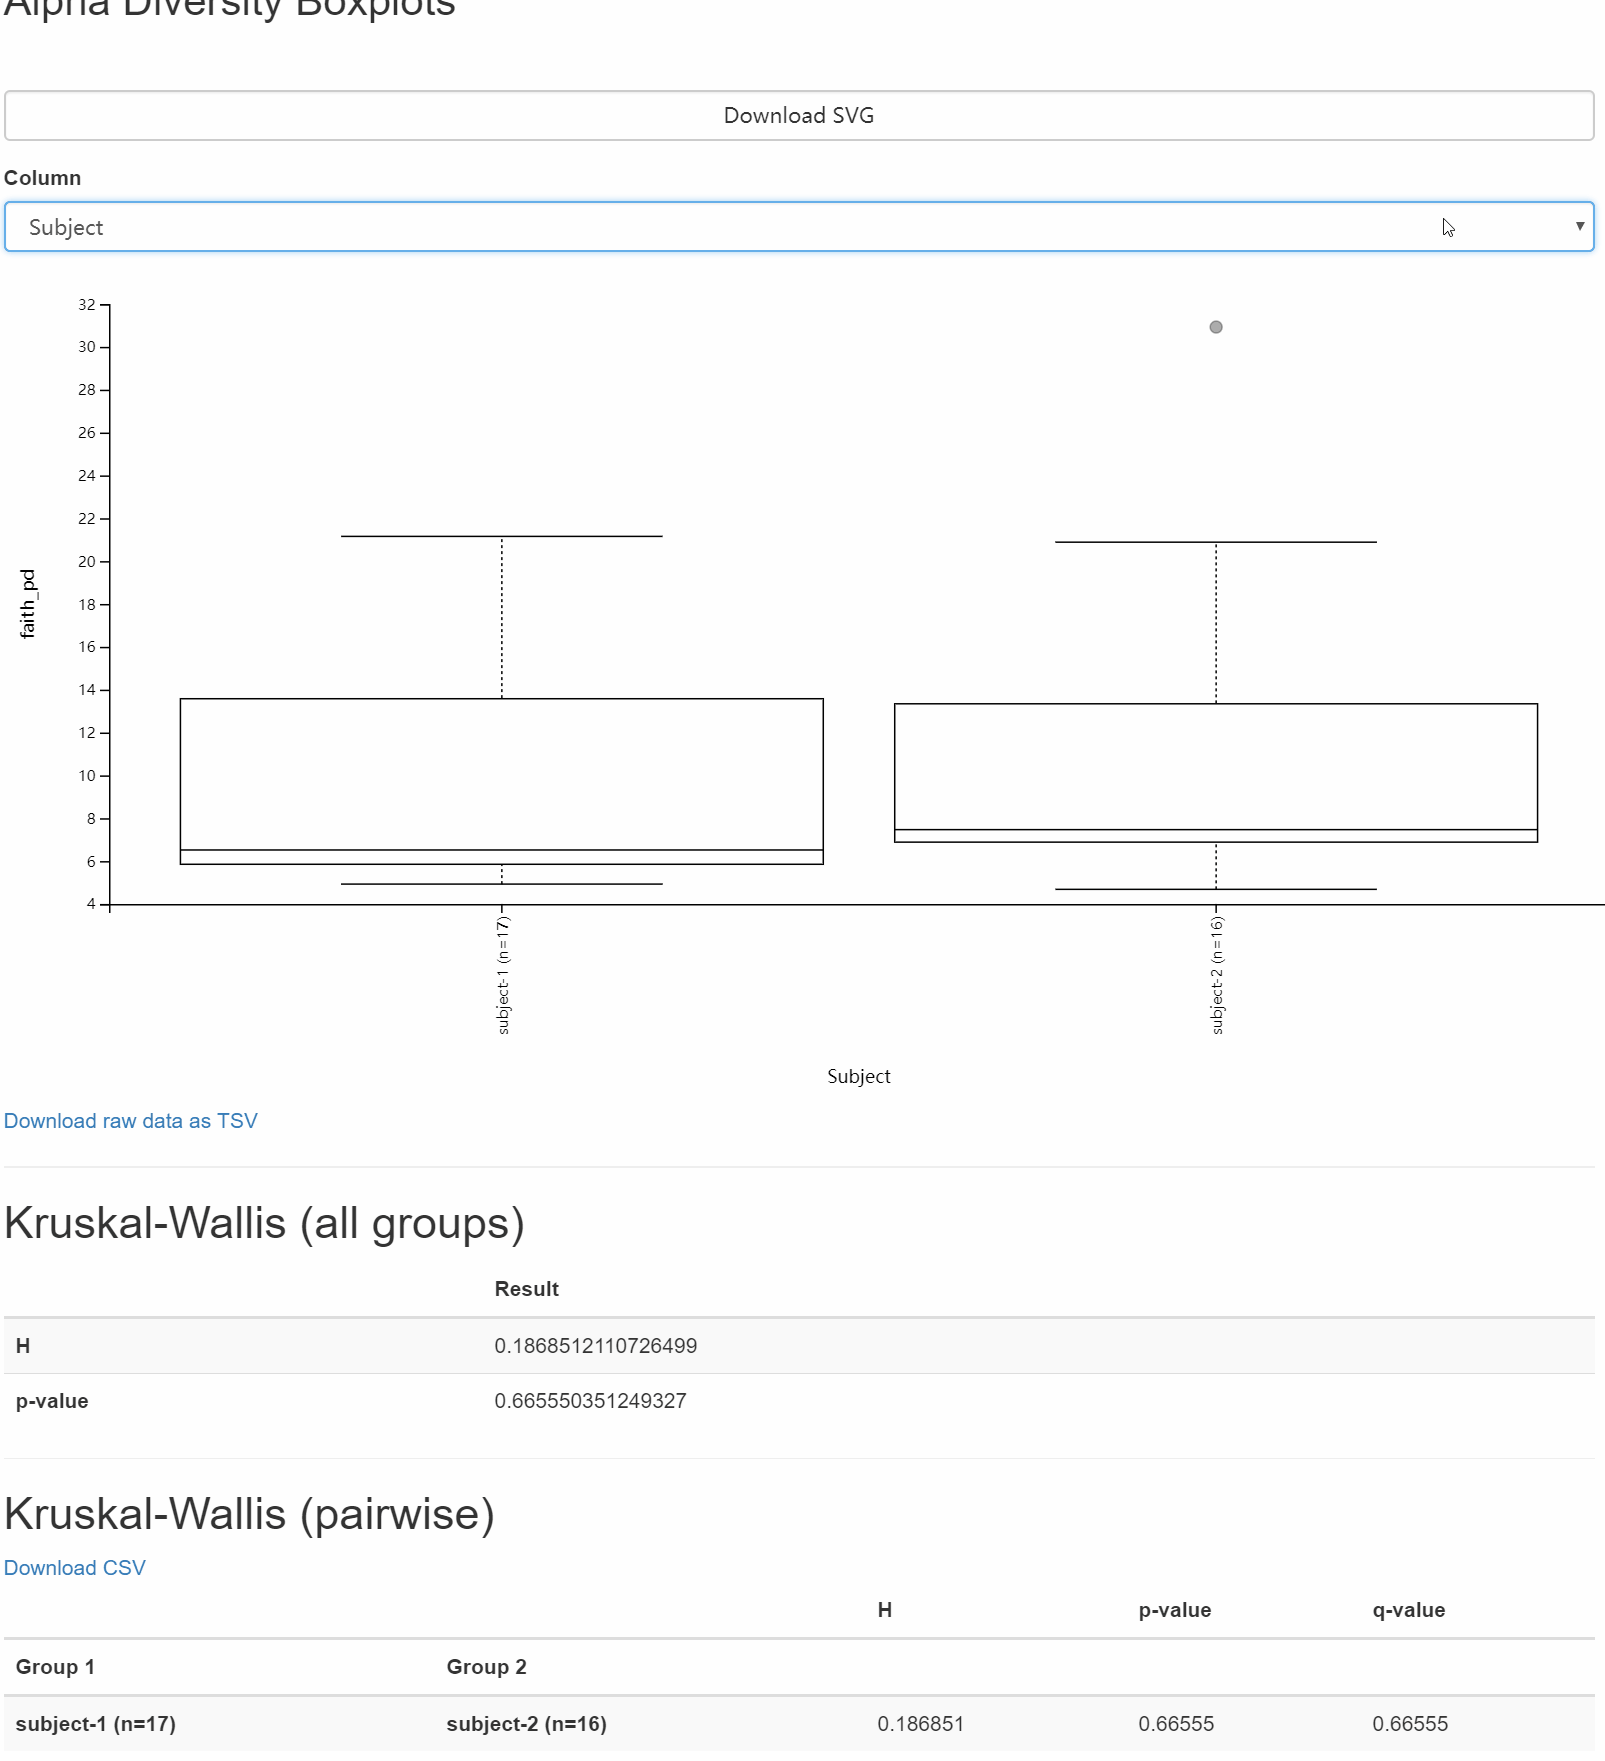 Alpha Diversity Boxplots
Download SVG
Column
Subject
32
30
28
26
24
22
20
18
16
14
12
10
8
6
4
faith_pd
subject-1 (n=17)
subject-2 (n=16)
Subject
Download raw data as TSV
Kruskal-Wallis (all groups)
Result
H 0.1868512110726499
p-value 0.665550351249327
Kruskal-Wallis (pairwise)
Download CSV
H p-value q-value
Group 1 Group 2
subject-1 (n=17) subject-2 (n=16) 0.186851 0.66555 0.66555